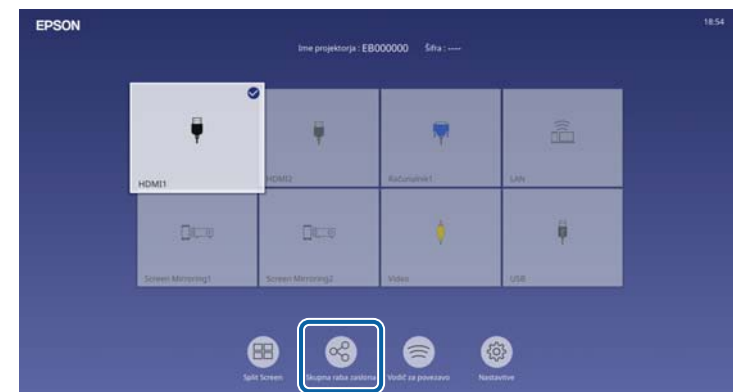 EPSON
18:54
Ime projektorja : EB000000 Šifra : ----
HDMI1
HDMI2
Računalnik1
LAN
Screen Mirroring1
Screen Mirroring2
Video
USB
Split Screen
Skupna raba zaslona
Vodič za povezavo
Nastavitve